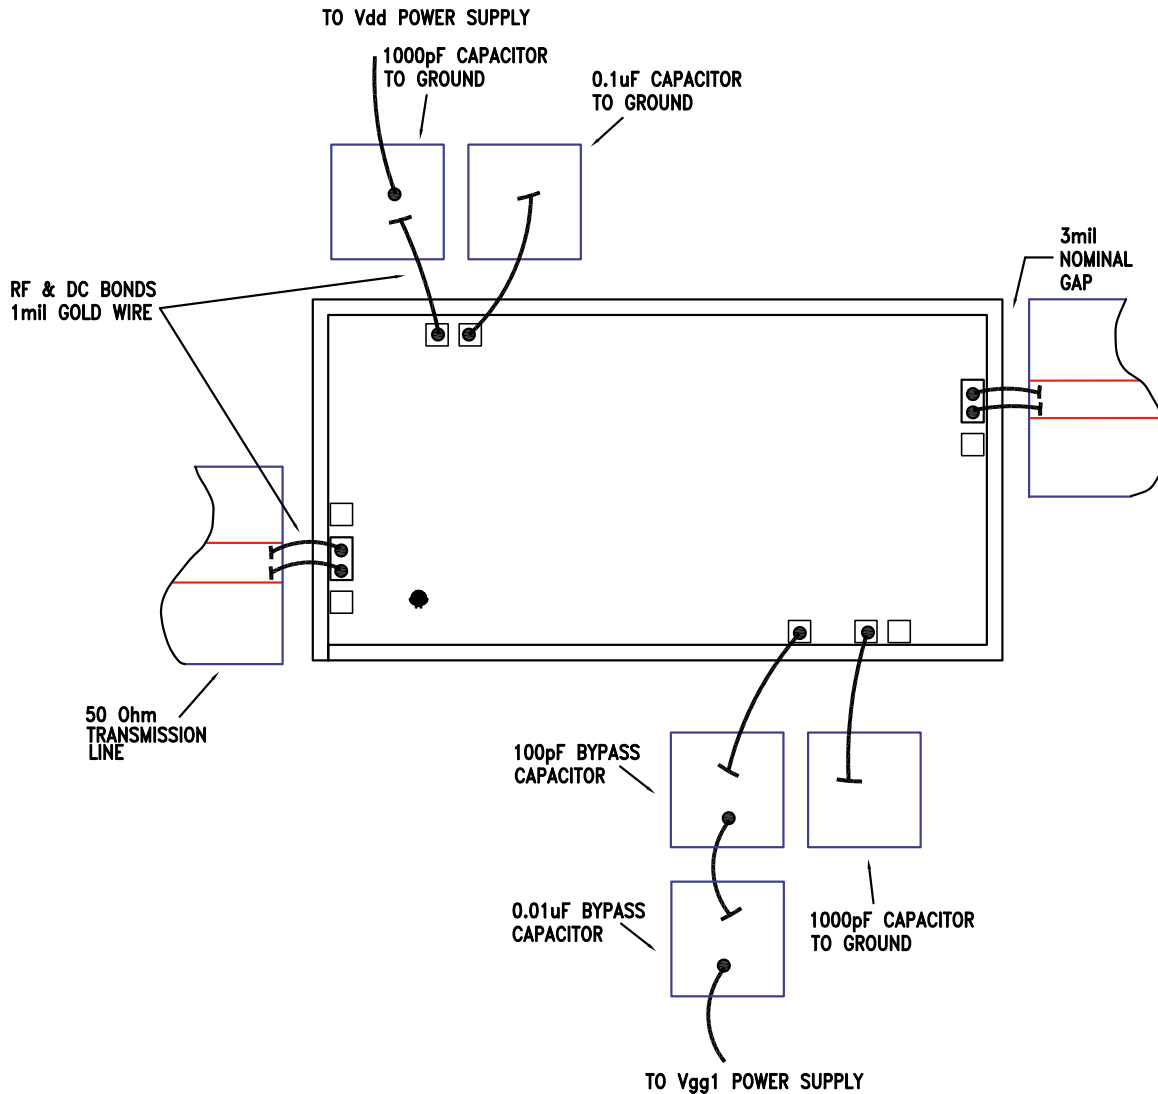 TO Vdd POWER SUPPLY
1000pF CAPACITOR
TO GROUND
0.1uF CAPACITOR
TO GROUND
3mil
NOMINAL
GAP
RF & DC BONDS
1mil GOLD WIRE
50 Ohm
TRANSMISSION
LINE
100pF BYPASS
CAPACITOR
0.01uF BYPASS
CAPACITOR
1000pF CAPACITOR
TO GROUND
TO Vgg1 POWER SUPPLY